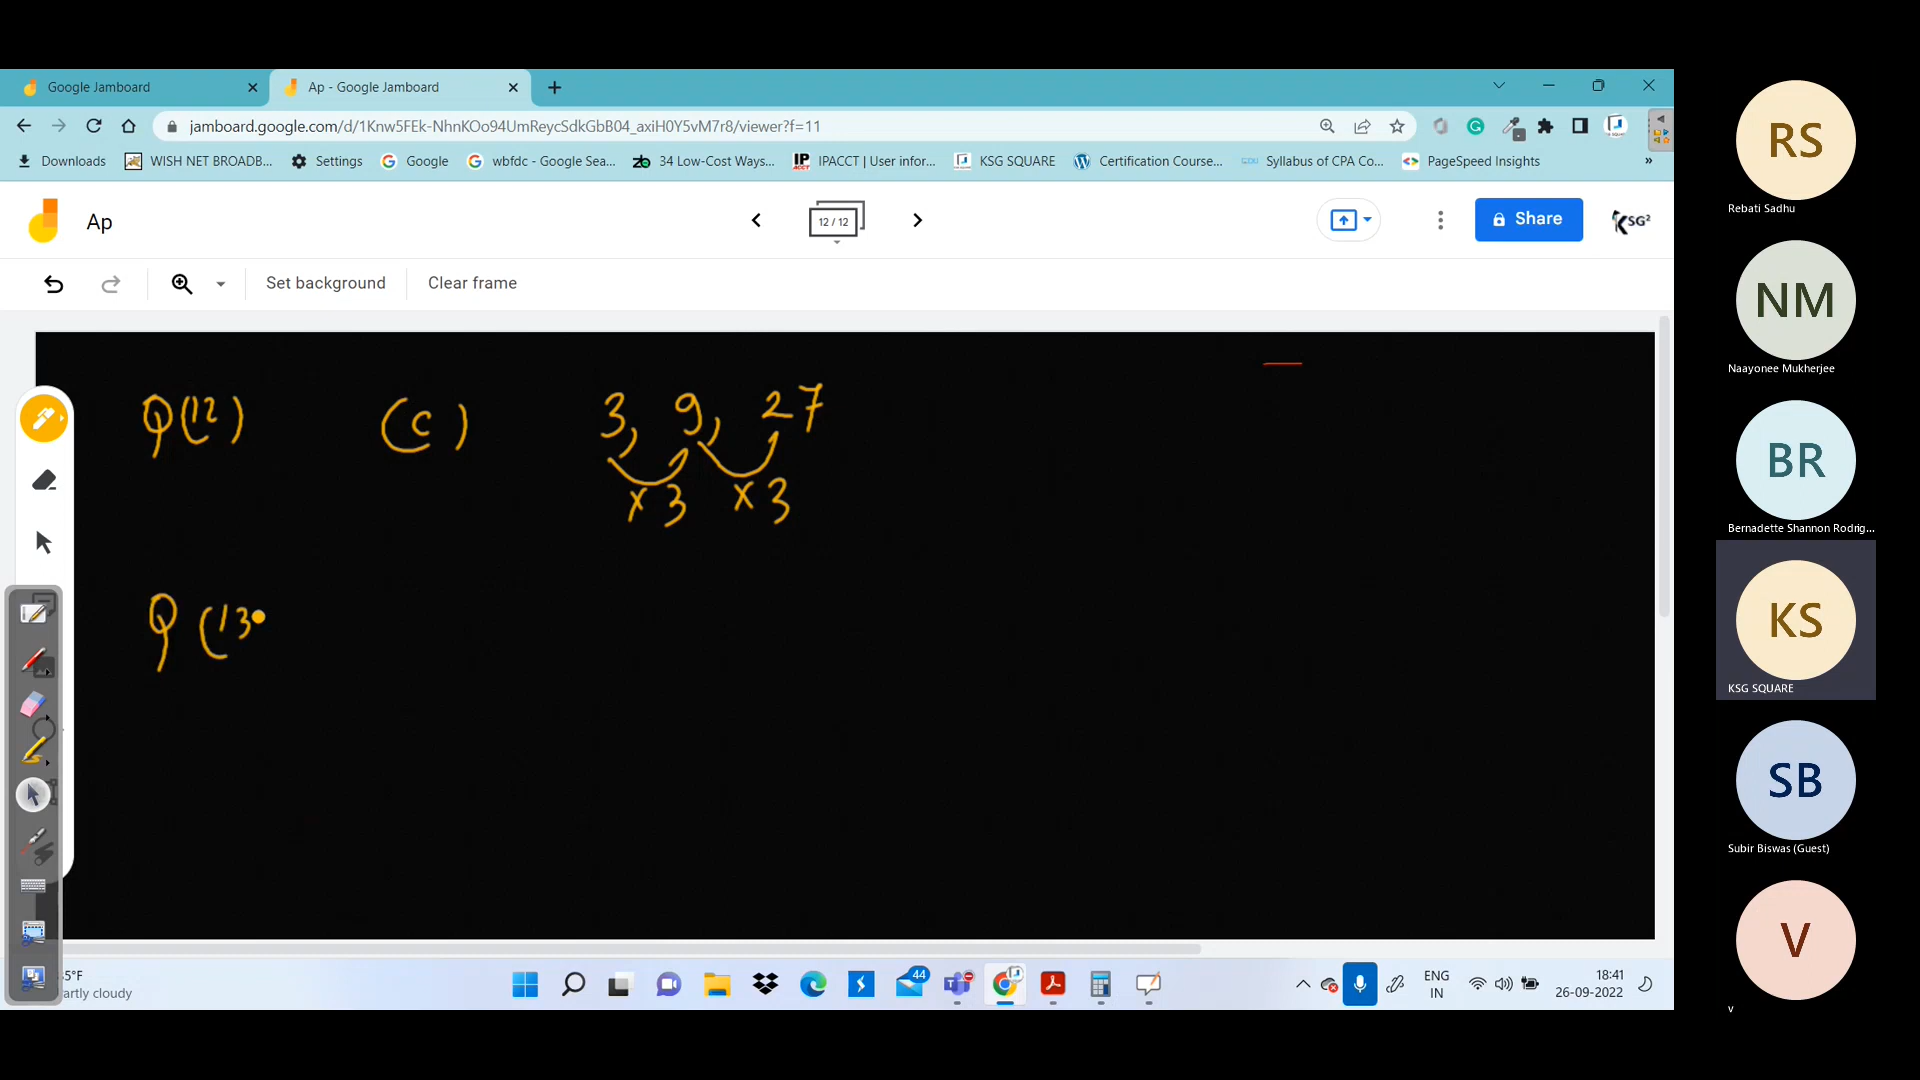 Google Jamboard
Ap - Google Jamboard
jamboard.google.com/d/1Knw5FEk-NhnKOo94UmReycSdkGbB04_axiH0Y5vM7r8/viewer?f=11
Downloads WISH NET BROADB... Settings Google wbfdc - Google Sea... 34 Low-Cost Ways... IPACCT | User infor... KSG SQUARE Certification Course... Syllabus of CPA Co... PageSpeed Insights »
Ap
12 / 12
Share
KSG²
Set background Clear frame
Q(12) (C) 3, 9, 27
x 3 x 3
Q (13
5°F
artly cloudy
44
ENG
IN
18:41
26-09-2022
RS
Rebati Sadhu
NM
Naayonee Mukherjee
BR
Bernadette Shannon Rodrig...
KS
KSG SQUARE
SB
Subir Biswas (Guest)
V
v